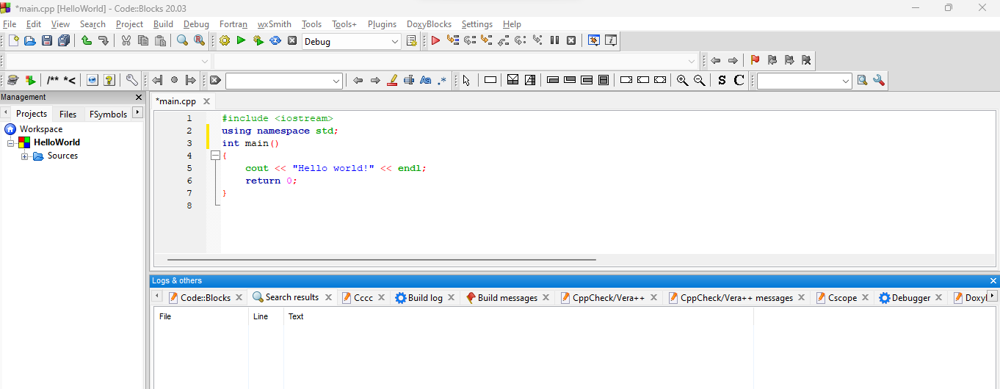 *main.cpp [HelloWorld] - Code::Blocks 20.03
File Edit View Search Project Build Debug Fortran wxSmith Tools Tools+ Plugins DoxyBlocks Settings Help
Debug
/** *<
Aa .*
S C
Management
*main.cpp
Projects Files FSymbols
Workspace
HelloWorld
Sources
1 #include <iostream>
2 using namespace std;
3 int main()
4 {
5 cout << "Hello world!" << endl;
6 return 0;
7 }
8
Logs & others
Code::Blocks Search results Cccc Build log Build messages CppCheck/Vera++ CppCheck/Vera++ messages Cscope Debugger Doxyl
File Line Text